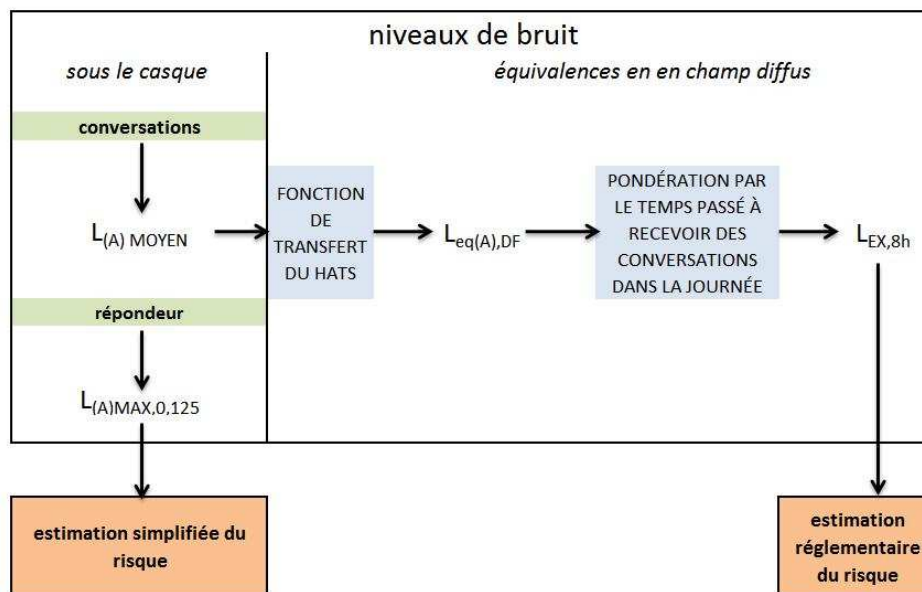 niveaux de bruit
sous le casque
équivalences en en champ diffus
conversations
L(A) MOYEN
FONCTION
DE
TRANSFERT
DU HATS
Leq(A),DF
PONDÉRATION PAR
LE TEMPS PASSÉ À
RECEVOIR DES
CONVERSATIONS
DANS LA JOURNÉE
LEX,8h
répondeur
L(A)MAX,0,125
estimation simplifiée du
risque
estimation
réglementaire
du risque